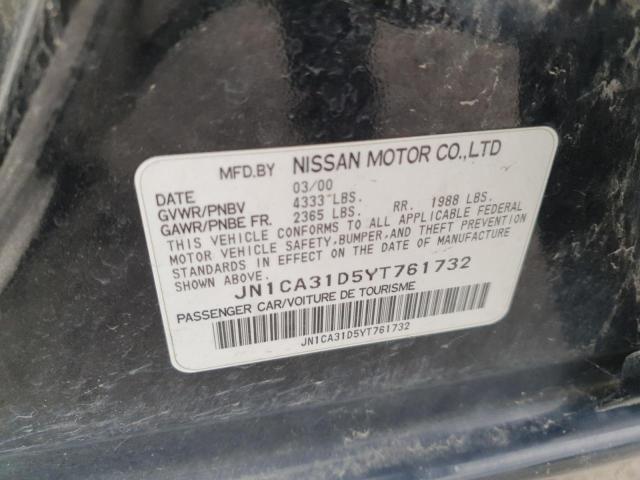 MFD.BY NISSAN MOTOR CO.,LTD
DATE 03/00
GVWR/PNBV 4333 LBS.
GAWR/PNBE FR. 2365 LBS. RR. 1988 LBS.
THIS VEHICLE CONFORMS TO ALL APPLICABLE FEDERAL
MOTOR VEHICLE SAFETY, BUMPER, AND THEFT PREVENTION
STANDARDS IN EFFECT ON THE DATE OF MANUFACTURE
SHOWN ABOVE.
JN1CA31D5YT761732
PASSENGER CAR/VOITURE DE TOURISME
JN1CA31D5YT761732